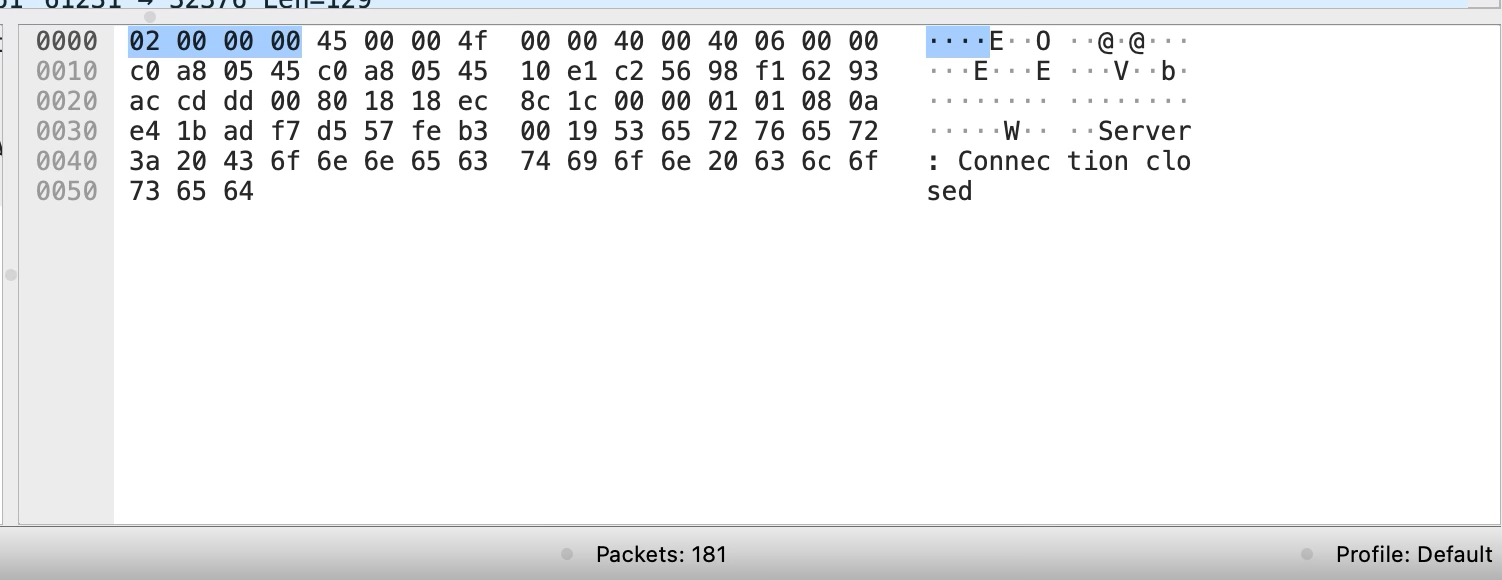 61251 → 52376 Len=129
0000 02 00 00 00 45 00 00 4f 00 00 40 00 40 06 00 00 ····E··O ··@·@···
0010 c0 a8 05 45 c0 a8 05 45 10 e1 c2 56 98 f1 62 93 ···E···E ···V··b·
0020 ac cd dd 00 80 18 18 ec 8c 1c 00 00 01 01 08 0a ········ ········
0030 e4 1b ad f7 d5 57 fe b3 00 19 53 65 72 76 65 72 ·····W·· ··Server
0040 3a 20 43 6f 6e 6e 65 63 74 69 6f 6e 20 63 6c 6f : Connec tion clo
0050 73 65 64 sed
Packets: 181
Profile: Default